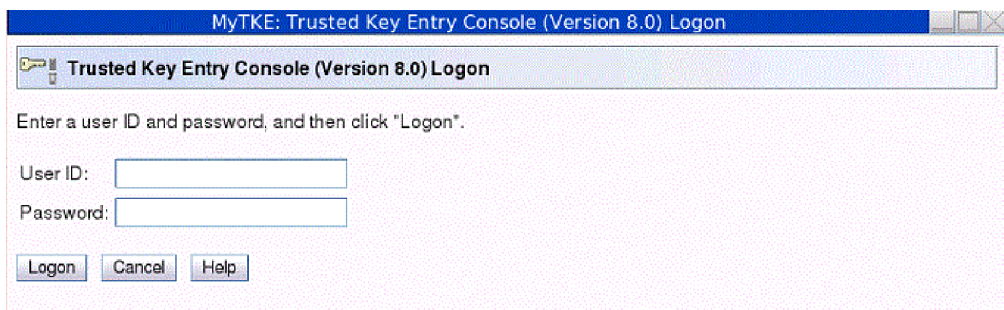 MyTKE: Trusted Key Entry Console (Version 8.0) Logon
Trusted Key Entry Console (Version 8.0) Logon
Enter a user ID and password, and then click "Logon".
User ID:
Password:
Logon Cancel Help